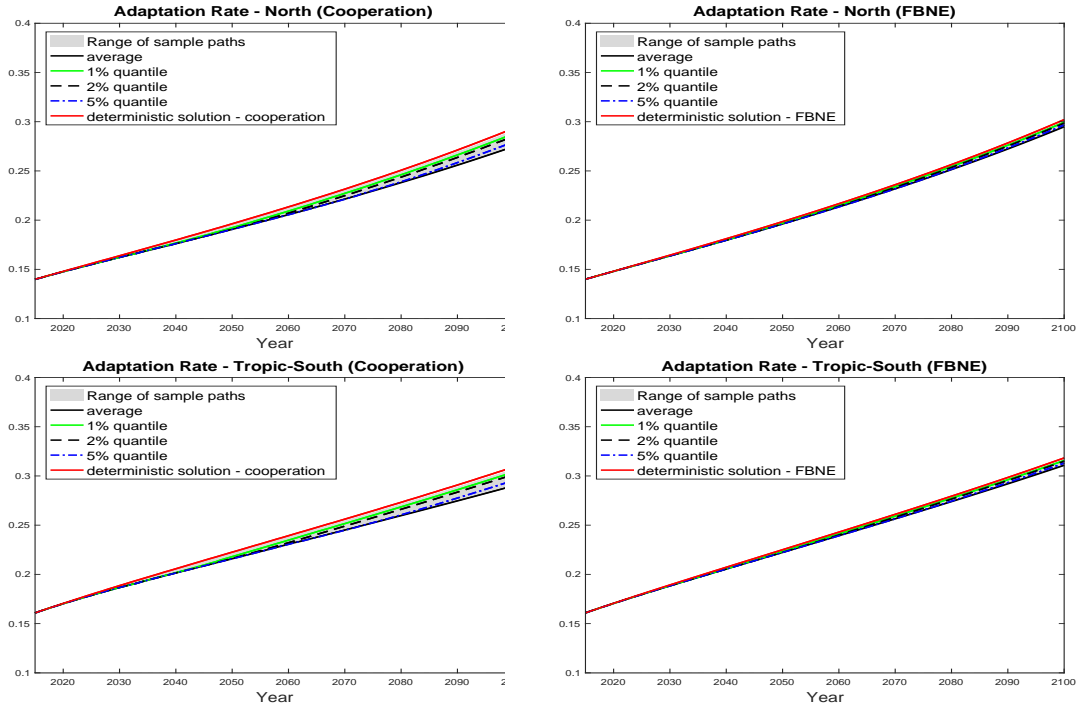 Adaptation Rate - North (Cooperation)
0.4
0.3
0.25
0.2
0.15
0.1
Range of sample paths
average
1% quantile
2% quantile
5% quantile
deterministic solution - cooperation
2020 2030 2040 2050 2060 2070 2080 2090 2
Year
Adaptation Rate - North (FBNE)
0.4
0.3
0.25
0.2
0.15
0.1
Range of sample paths
average
1% quantile
2% quantile
5% quantile
deterministic solution - FBNE
2020 2030 2040 2050 2060 2070 2080 2090 2100
Year
Adaptation Rate - Tropic-South (Cooperation)
0.4
0.3
0.25
0.2
0.15
0.1
Range of sample paths
average
1% quantile
2% quantile
5% quantile
deterministic solution - cooperation
2020 2030 2040 2050 2060 2070 2080 2090 2
Year
Adaptation Rate - Tropic-South (FBNE)
0.4
0.3
0.25
0.2
0.15
0.1
Range of sample paths
average
1% quantile
2% quantile
5% quantile
deterministic solution - FBNE
2020 2030 2040 2050 2060 2070 2080 2090 2100
Year